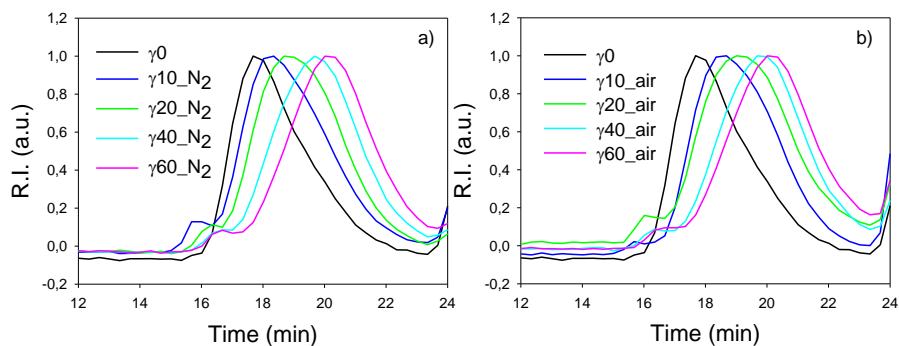 a)
γ0
γ10_N₂
γ20_N₂
γ40_N₂
γ60_N₂
R.I. (a.u.)
1,2
1,0
0,8
0,6
0,4
0,2
0,0
-0,2
12 14 16 18 20 22 24
Time (min)
b)
γ0
γ10_air
γ20_air
γ40_air
γ60_air
R.I. (a.u.)
1,2
1,0
0,8
0,6
0,4
0,2
0,0
-0,2
12 14 16 18 20 22 24
Time (min)